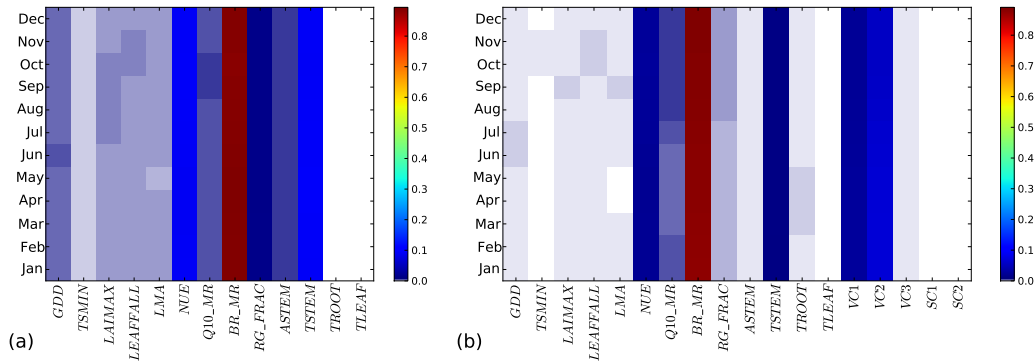 Dec
Nov
Oct
Sep
Aug
Jul
Jun
May
Apr
Mar
Feb
Jan
GDD TSMIN LAIMAX LEAFFALL LMA NUE Q10_MR BR_MR RG_FRAC ASTEM TSTEM TROOT TLEAF
0.8
0.7
0.6
0.5
0.4
0.3
0.2
0.1
0.0
(a)
Dec
Nov
Oct
Sep
Aug
Jul
Jun
May
Apr
Mar
Feb
Jan
GDD TSMIN LAIMAX LEAFFALL LMA NUE Q10_MR BR_MR RG_FRAC ASTEM TSTEM TROOT TLEAF VC1 VC2 VC3 SC1 SC2
0.8
0.7
0.6
0.5
0.4
0.3
0.2
0.1
0.0
(b)